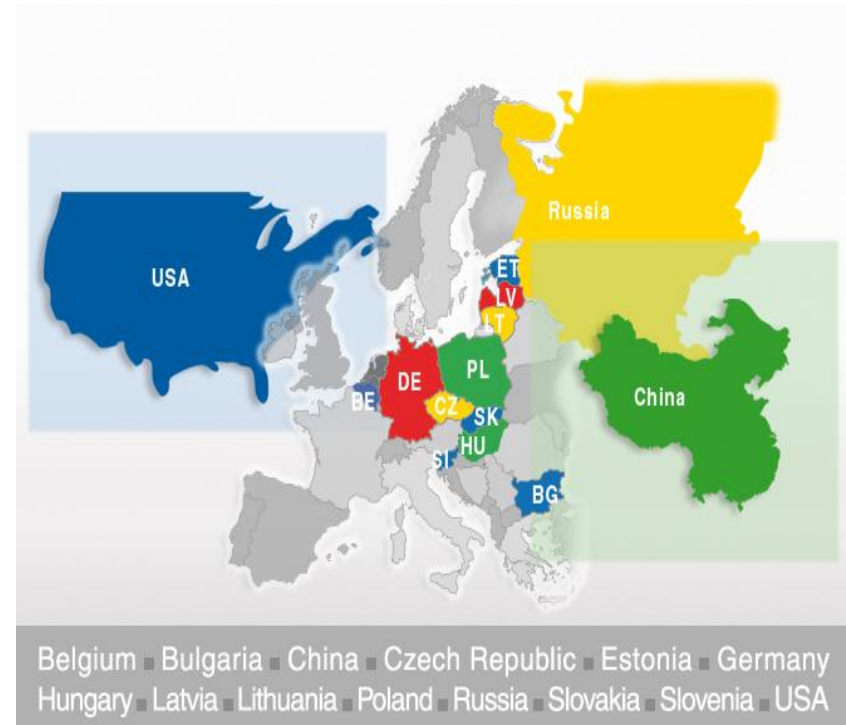 Russia
USA
ET
LV
LT
PL
DE
China
BE
CZ
SK
HU
SI
BG
Belgium ■ Bulgaria ■ China ■ Czech Republic ■ Estonia ■ Germany
Hungary ■ Latvia ■ Lithuania ■ Poland ■ Russia ■ Slovakia ■ Slovenia ■ USA